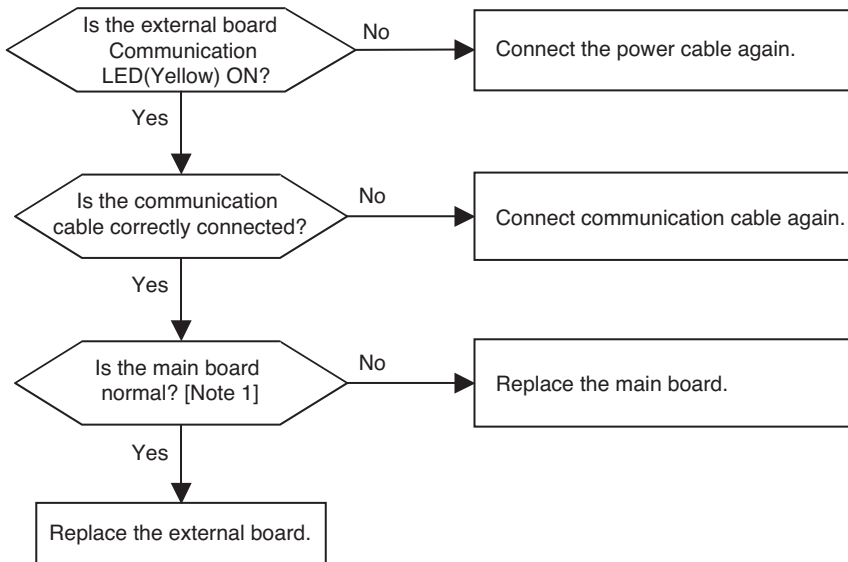 Is the external board
Communication
LED(Yellow) ON?
No
Connect the power cable again.
Yes
Is the communication
cable correctly connected?
No
Connect communication cable again.
Yes
Is the main board
normal? [Note 1]
No
Replace the main board.
Yes
Replace the external board.